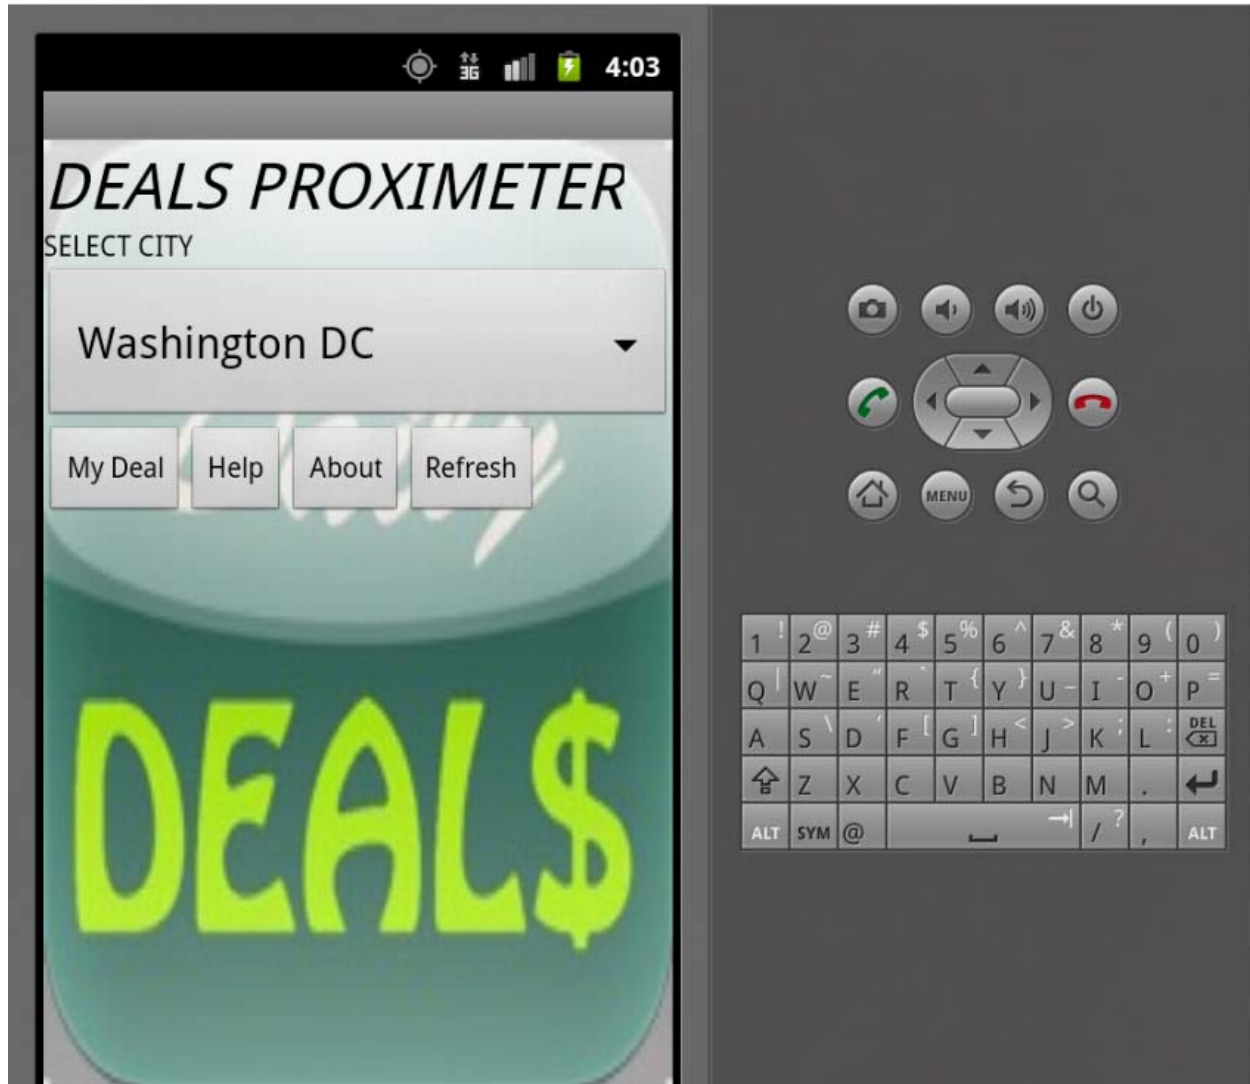 3G 4:03
DEALS PROXIMETER
SELECT CITY
Washington DC
My Deal Help About Refresh
DEAL$
MENU
1 ! 2 @ 3 # 4 $ 5 % 6 ^ 7 & 8 * 9 ( 0 )
Q | W ~ E " R ` T { Y } U _ I - O + P =
A S \ D ' F [ G ] H < J > K ; L : DEL
Z X C V B N M .
ALT SYM @ / ? , ALT